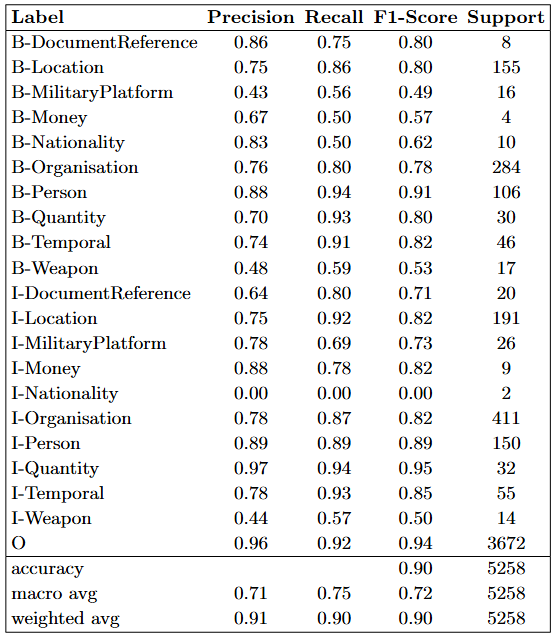 Label Precision Recall F1-Score Support
B-DocumentReference 0.86 0.75 0.80 8
B-Location 0.75 0.86 0.80 155
B-MilitaryPlatform 0.43 0.56 0.49 16
B-Money 0.67 0.50 0.57 4
B-Nationality 0.83 0.50 0.62 10
B-Organisation 0.76 0.80 0.78 284
B-Person 0.88 0.94 0.91 106
B-Quantity 0.70 0.93 0.80 30
B-Temporal 0.74 0.91 0.82 46
B-Weapon 0.48 0.59 0.53 17
I-DocumentReference 0.64 0.80 0.71 20
I-Location 0.75 0.92 0.82 191
I-MilitaryPlatform 0.78 0.69 0.73 26
I-Money 0.88 0.78 0.82 9
I-Nationality 0.00 0.00 0.00 2
I-Organisation 0.78 0.87 0.82 411
I-Person 0.89 0.89 0.89 150
I-Quantity 0.97 0.94 0.95 32
I-Temporal 0.78 0.93 0.85 55
I-Weapon 0.44 0.57 0.50 14
O 0.96 0.92 0.94 3672
accuracy 0.90 5258
macro avg 0.71 0.75 0.72 5258
weighted avg 0.91 0.90 0.90 5258